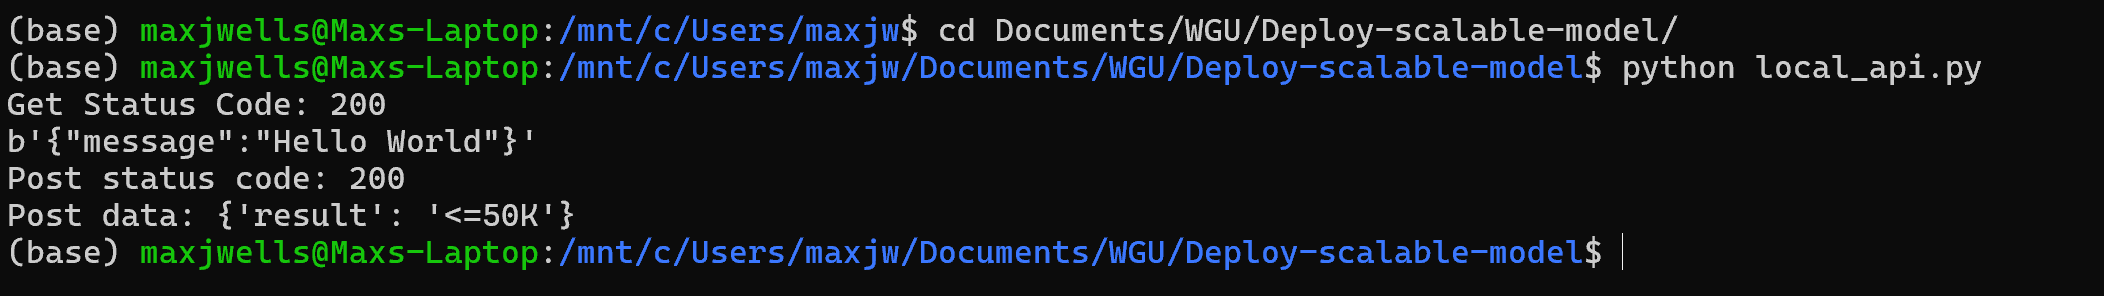 (base) maxjwells@Maxs-Laptop:/mnt/c/Users/maxjw$ cd Documents/WGU/Deploy-scalable-model/
(base) maxjwells@Maxs-Laptop:/mnt/c/Users/maxjw/Documents/WGU/Deploy-scalable-model$ python local_api.py
Get Status Code: 200
b'{"message":"Hello World"}'
Post status code: 200
Post data: {'result': '<=50K'}
(base) maxjwells@Maxs-Laptop:/mnt/c/Users/maxjw/Documents/WGU/Deploy-scalable-model$